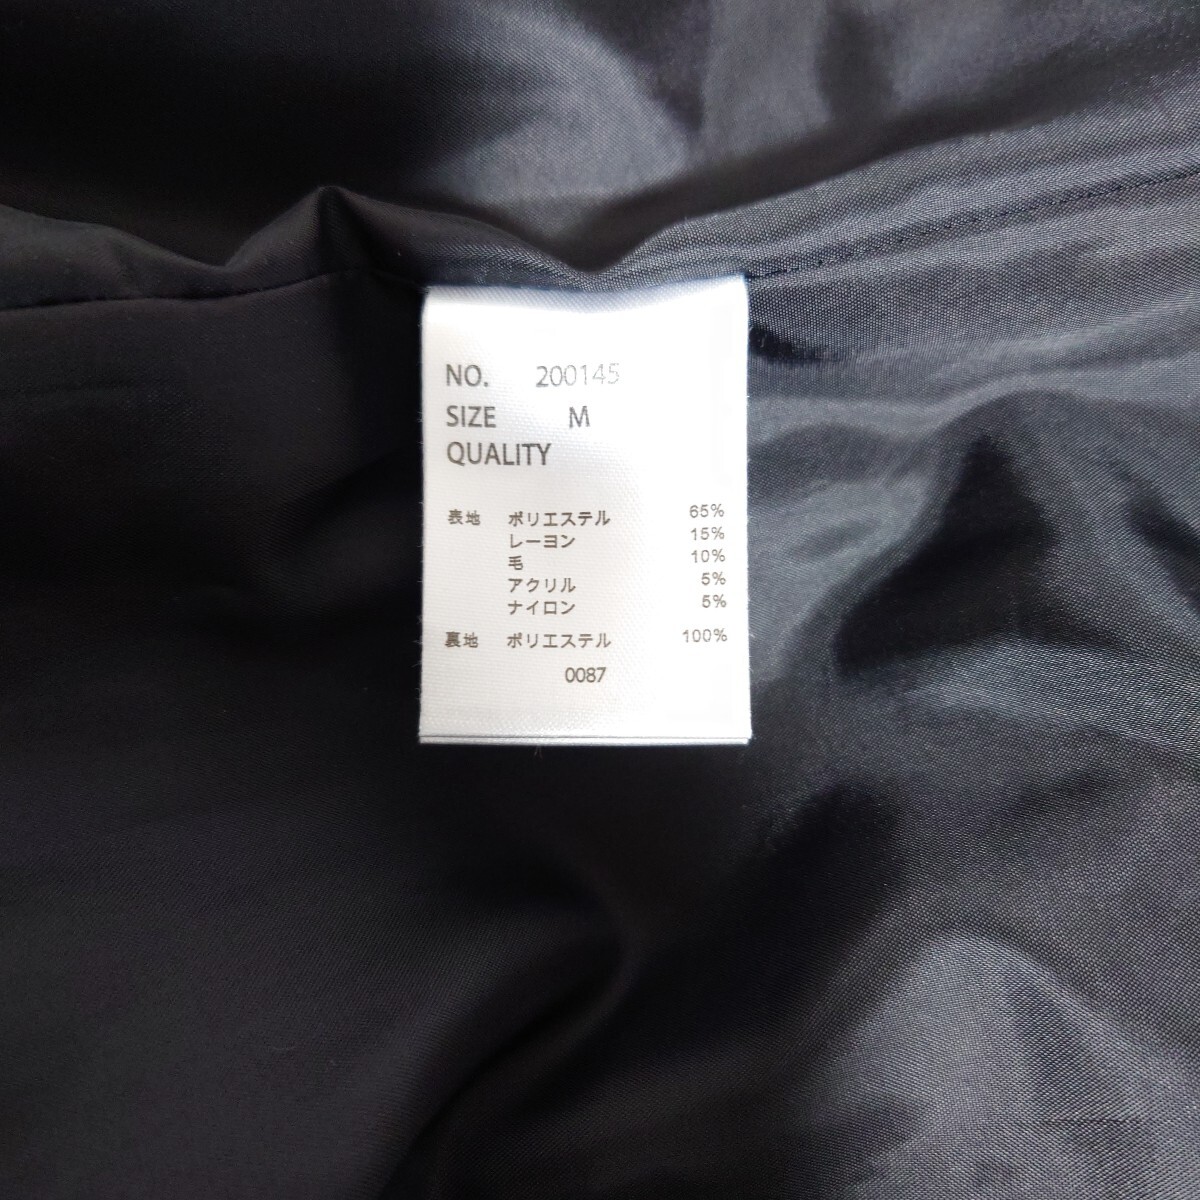 NO. 200145
SIZE M
QUALITY
表地 ポリエステル 65%
レーヨン 15%
毛 10%
アクリル 5%
ナイロン 5%
裏地 ポリエステル 100%
0087